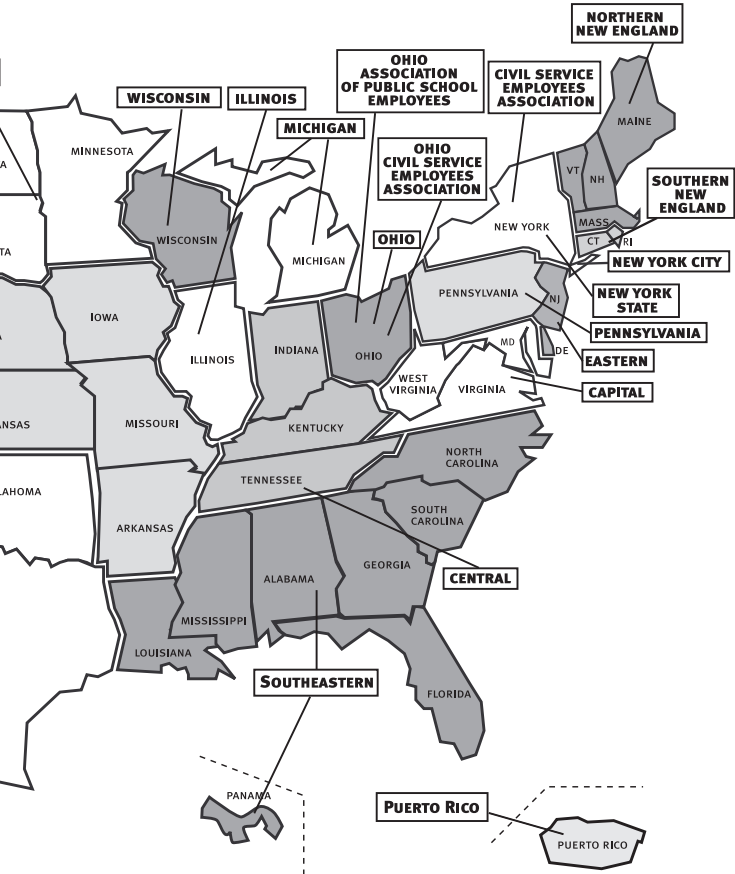 NORTHERN
NEW ENGLAND
OHIO
ASSOCIATION
OF PUBLIC SCHOOL
EMPLOYEES
CIVIL SERVICE
EMPLOYEES
ASSOCIATION
WISCONSIN
ILLINOIS
MICHIGAN
OHIO
CIVIL SERVICE
EMPLOYEES
ASSOCIATION
SOUTHERN
NEW
ENGLAND
OHIO
NEW YORK CITY
NEW YORK
STATE
PENNSYLVANIA
EASTERN
CAPITAL
CENTRAL
SOUTHEASTERN
PUERTO RICO
MINNESOTA
WISCONSIN
MICHIGAN
IOWA
ILLINOIS
INDIANA
OHIO
PENNSYLVANIA
NEW YORK
MAINE
VT
NH
MASS
CT
RI
NJ
MD
DE
WEST
VIRGINIA
VIRGINIA
MISSOURI
KENTUCKY
TENNESSEE
NORTH
CAROLINA
SOUTH
CAROLINA
ARKANSAS
GEORGIA
ALABAMA
MISSISSIPPI
LOUISIANA
FLORIDA
A
TA
A
NSAS
LAHOMA
PANAMA
PUERTO RICO